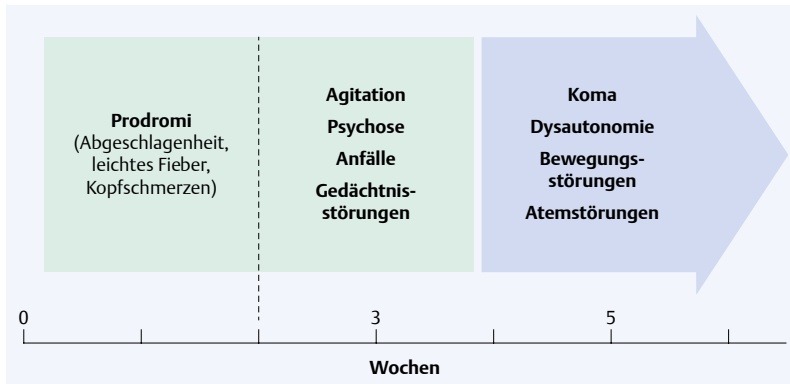 Prodromi
(Abgeschlagenheit,
leichtes Fieber,
Kopfschmerzen)
Agitation
Psychose
Anfälle
Gedächtnis-
störungen
Koma
Dysautonomie
Bewegungs-
störungen
Atemstörungen
0
3
5
Wochen